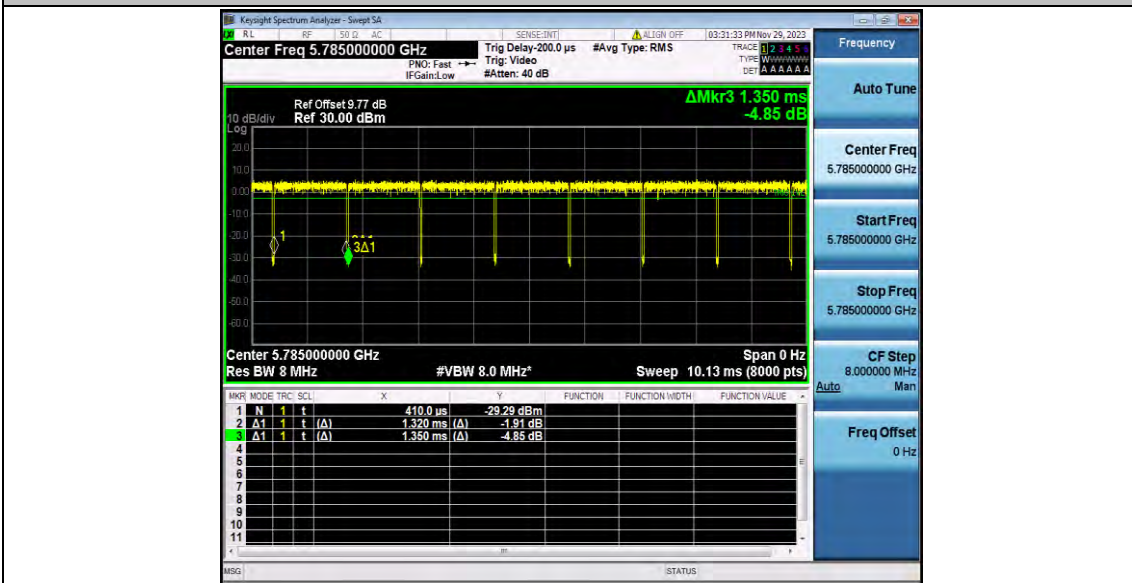 Keysight Spectrum Analyzer - Swept SA
RL RF 50 Ω AC SENSE:INT ALIGN OFF 03:31:33 PM Nov 29, 2023
Center Freq 5.785000000 GHz
PNO: Fast
IFGain:Low
Trig Delay-200.0 µs
Trig: Video
#Atten: 40 dB
#Avg Type: RMS
TRACE 1 2 3 4 5 6
TYPE WWWWWW
DET A A A A A A
Ref Offset 9.77 dB
Ref 30.00 dBm
10 dB/div
Log
ΔMkr3 1.350 ms
-4.85 dB
20.0
10.0
0.00
-10.0
-20.0
-30.0
-40.0
-50.0
-60.0
1
3Δ1
Center 5.785000000 GHz
Span 0 Hz
Res BW 8 MHz
#VBW 8.0 MHz*
Sweep 10.13 ms (8000 pts)
MKR MODE TRC SCL X Y FUNCTION FUNCTION WIDTH FUNCTION VALUE
1 N 1 t 410.0 µs -29.29 dBm
2 Δ1 1 t (Δ) 1.320 ms (Δ) -1.91 dB
3 Δ1 1 t (Δ) 1.350 ms (Δ) -4.85 dB
4
5
6
7
8
9
10
11
MSG
STATUS
Frequency
Auto Tune
Center Freq
5.785000000 GHz
Start Freq
5.785000000 GHz
Stop Freq
5.785000000 GHz
CF Step
8.000000 MHz
Auto Man
Freq Offset
0 Hz